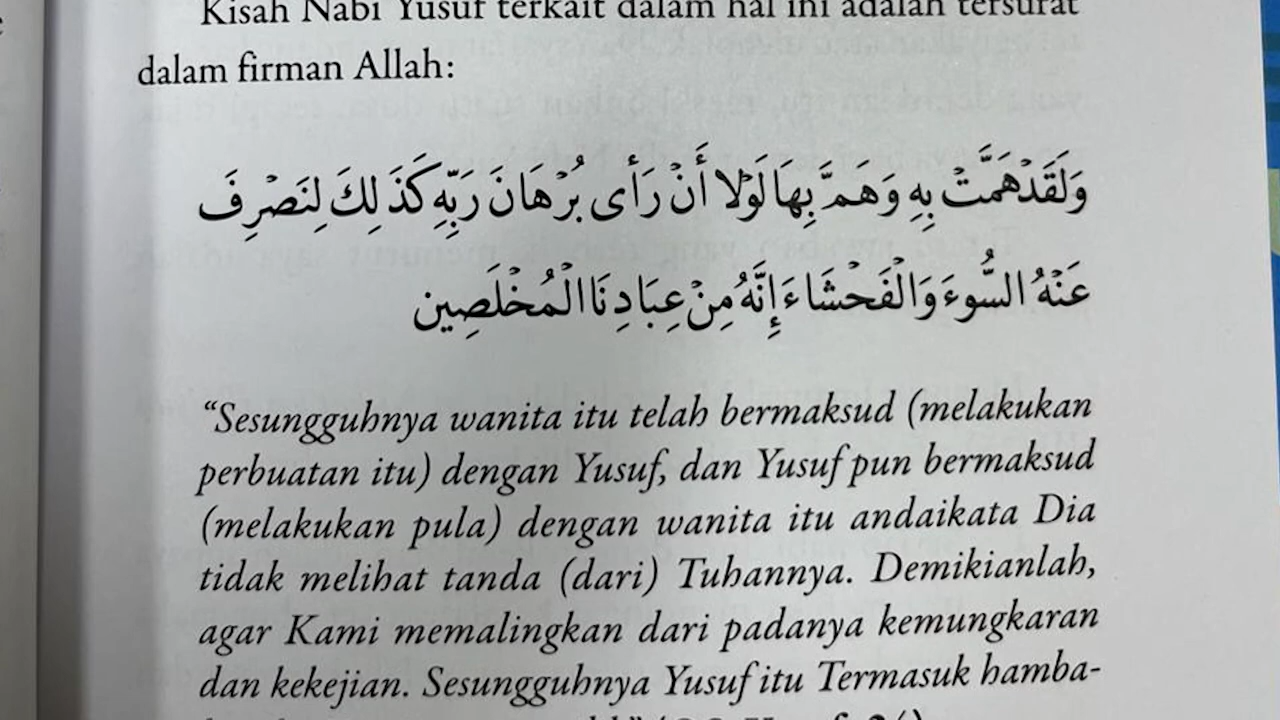 Kisah Nabi Yusuf terkait dalam hal ini adalah tersurat
dalam firman Allah:
وَلَقَدْهَمَّتْ بِهِ وَهَمَّ بِهَا لَوْلا أَنْ رَأى بُرْهَانَ رَبِّهِ كَذَلِكَ لِنَصْرِفَ
عَنْهُ السُّوءَ وَالْفَحْشَاءَ إِنَّهُ مِنْ عِبَادِنَا الْمُخْلَصِين
“Sesungguhnya wanita itu telah bermaksud (melakukan
perbuatan itu) dengan Yusuf, dan Yusuf pun bermaksud
(melakukan pula) dengan wanita itu andaikata Dia
tidak melihat tanda (dari) Tuhannya. Demikianlah,
agar Kami memalingkan dari padanya kemungkaran
dan kekejian. Sesungguhnya Yusuf itu Termasuk hamba-